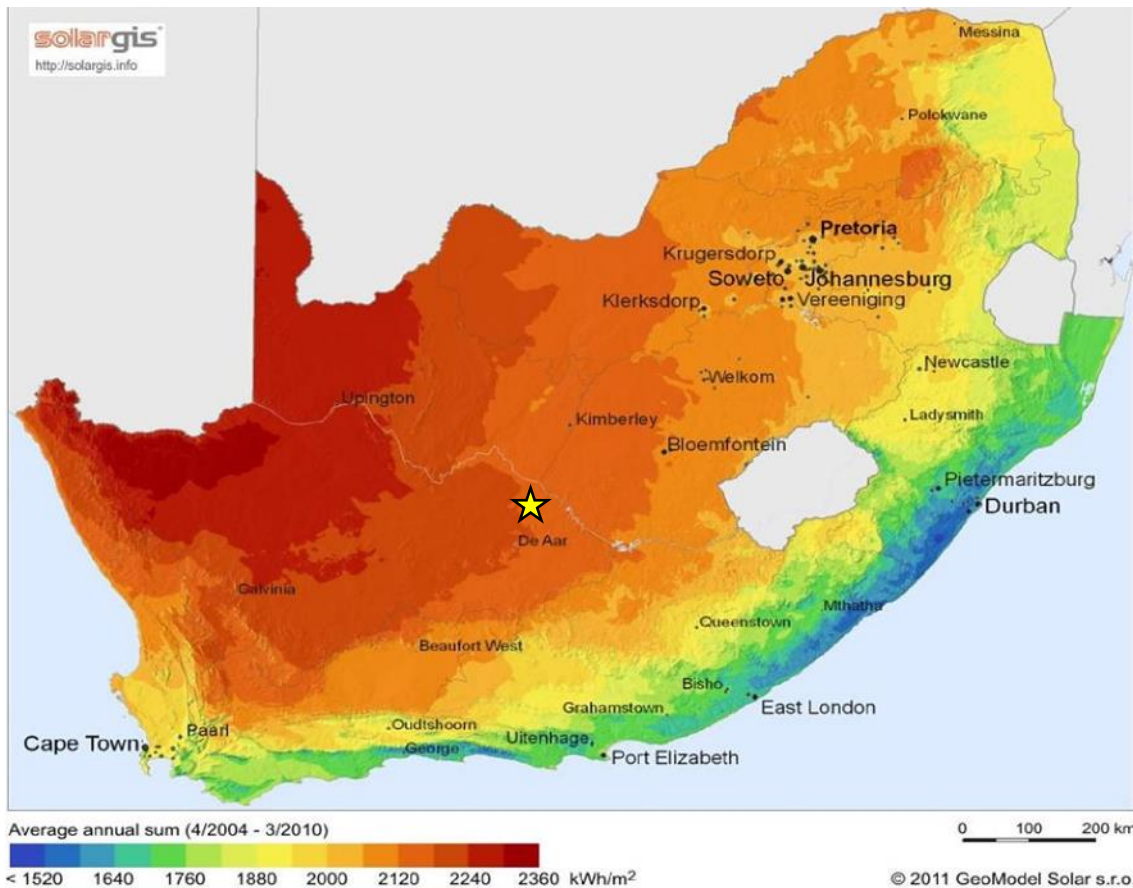 solargis
http://solargis.info
Messina
Polokwane
Pretoria
Krugersdorp
Soweto
Johannesburg
Klerksdorp
Vereeniging
Newcastle
Welkom
Upington
Kimberley
Ladysmith
Bloemfontein
Pietermaritzburg
Durban
De Aar
Calvinia
Mthatha
Queenstown
Beaufort West
Bisho
Grahamstown
East London
Oudtshoorn
Paarl
Uitenhage
Cape Town
George
Port Elizabeth
Average annual sum (4/2004 - 3/2010)
0 100 200 km
< 1520 1640 1760 1880 2000 2120 2240 2360 kWh/m²
© 2011 GeoModel Solar s.r.o